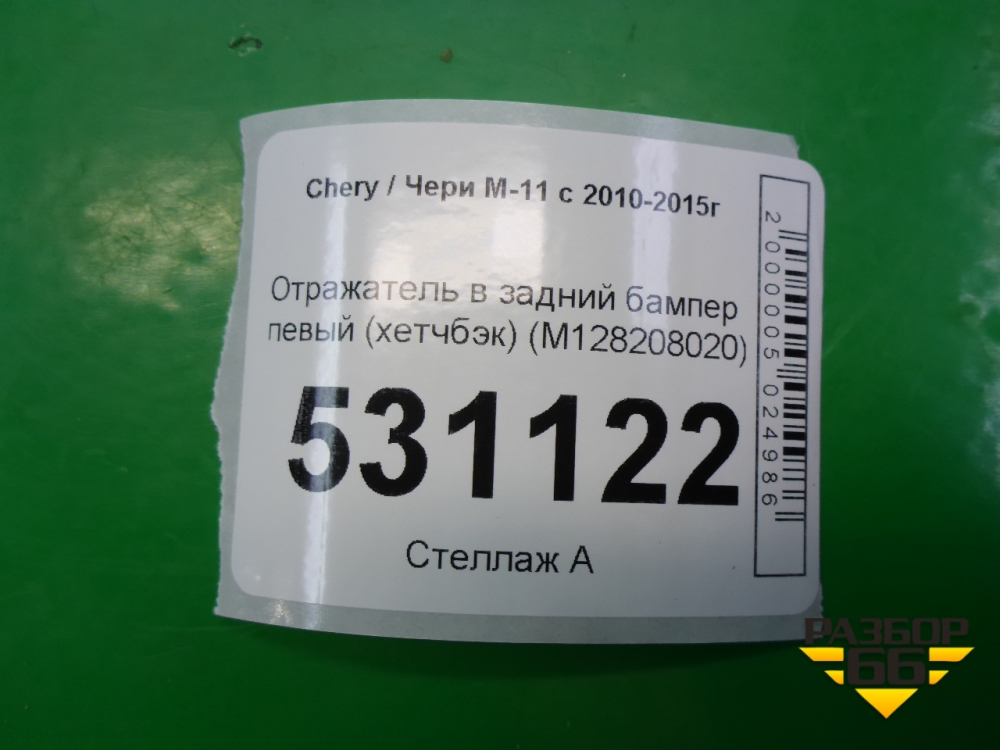 Chery / Чери М-11 с 2010-2015г
Отражатель в задний бампер
левый (хетчбэк) (M128208020)
531122
Стеллаж А
2000005024986
РАЗБОР
66